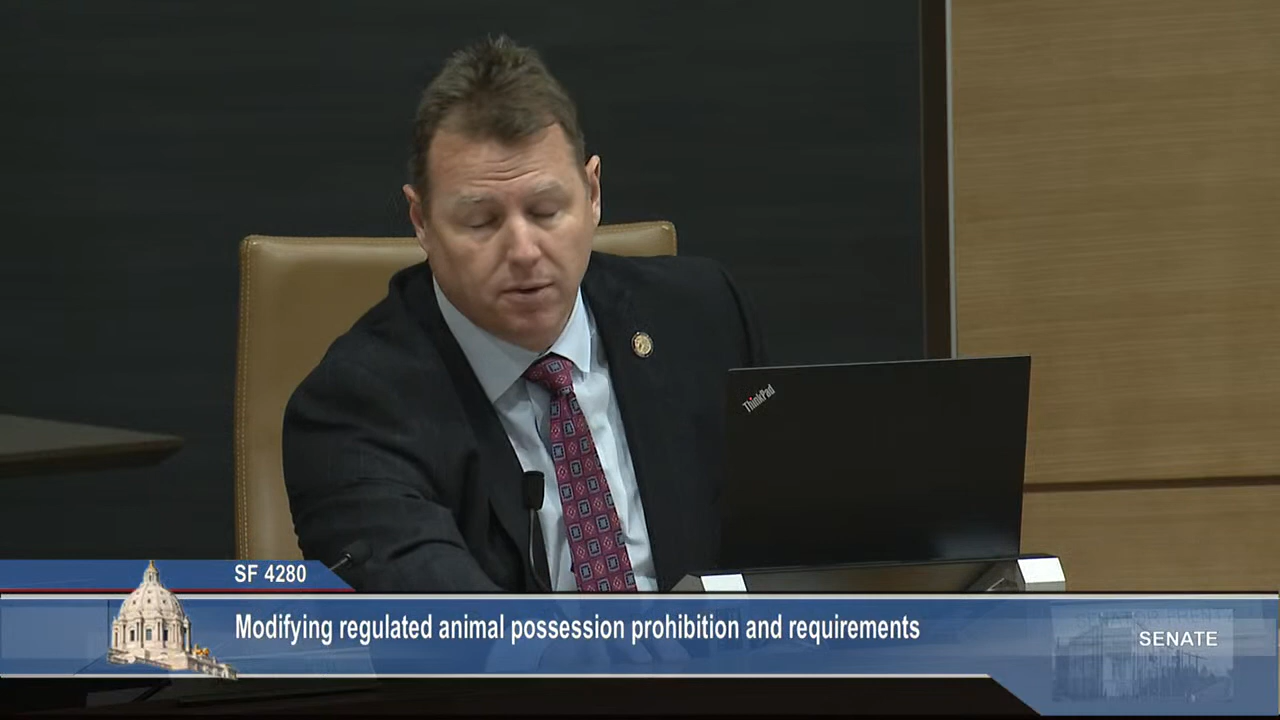 ThinkPad
SF 4280
Modifying regulated animal possession prohibition and requirements
SENATE